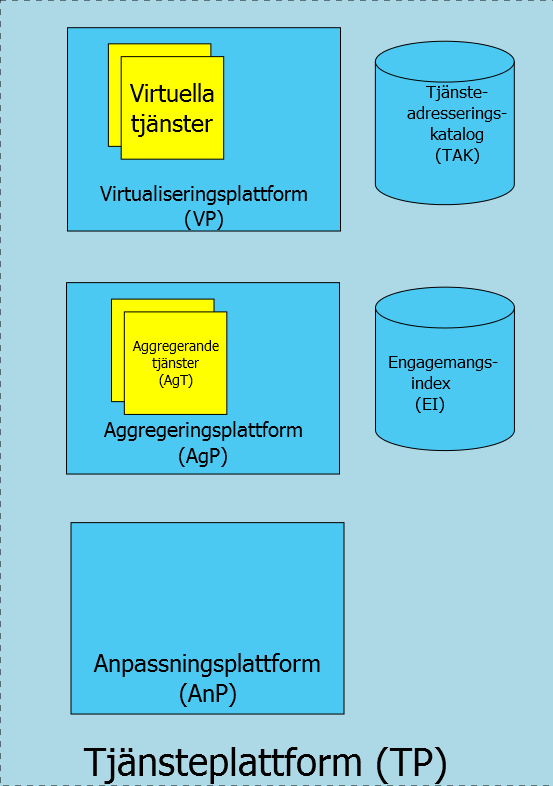 Virtuella
tjänster
Virtualiseringsplattform
(VP)
Tjänste-
adresserings-
katalog
(TAK)
Aggregerande
tjänster
(AgT)
Aggregeringsplattform
(AgP)
Engagemangs-
index
(EI)
Anpassningsplattform
(AnP)
Tjänsteplattform (TP)